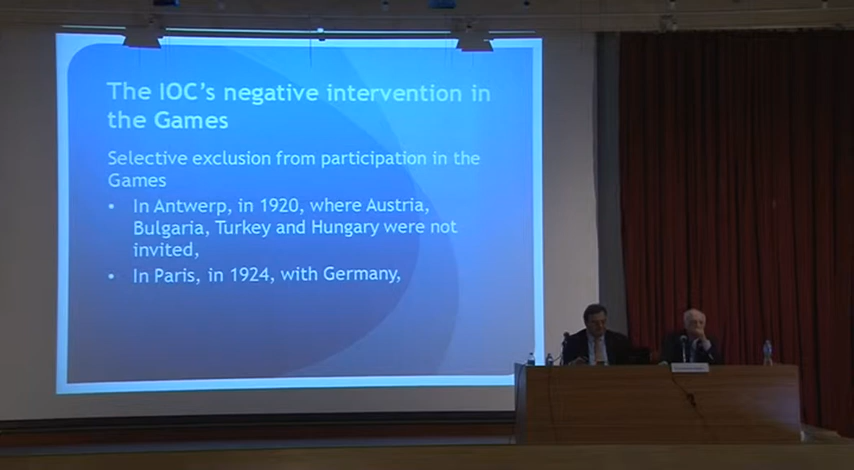 The IOC's negative intervention in
the Games
Selective exclusion from participation in the
Games
• In Antwerp, in 1920, where Austria,
Bulgaria, Turkey and Hungary were not
invited,
• In Paris, in 1924, with Germany,